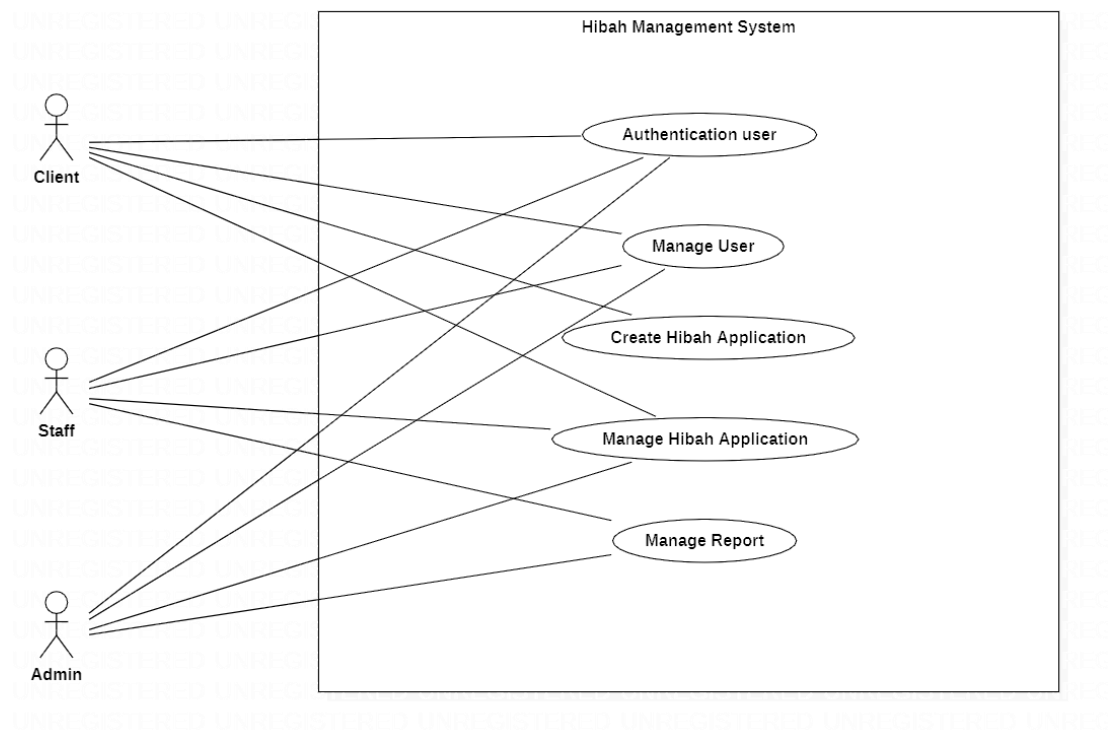 Hibah Management System
Authentication user
Client
Manage User
Create Hibah Application
Staff
Manage Hibah Application
Manage Report
Admin